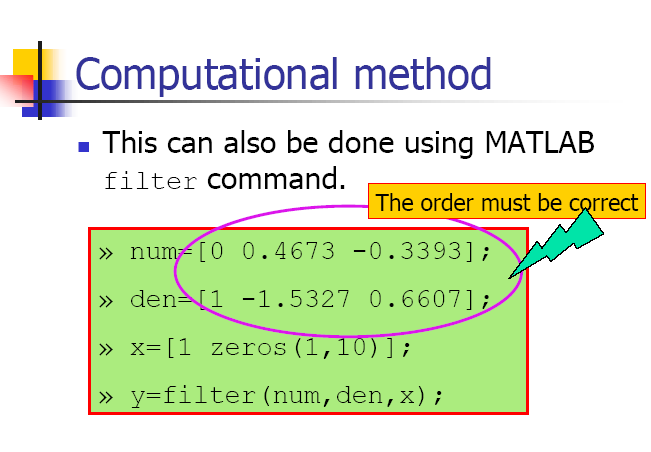 Computational method
This can also be done using MATLAB
filter command.
The order must be correct
» num=[0 0.4673 -0.3393];
» den=[1 -1.5327 0.6607];
» x=[1 zeros(1,10)];
» y=filter(num,den,x);